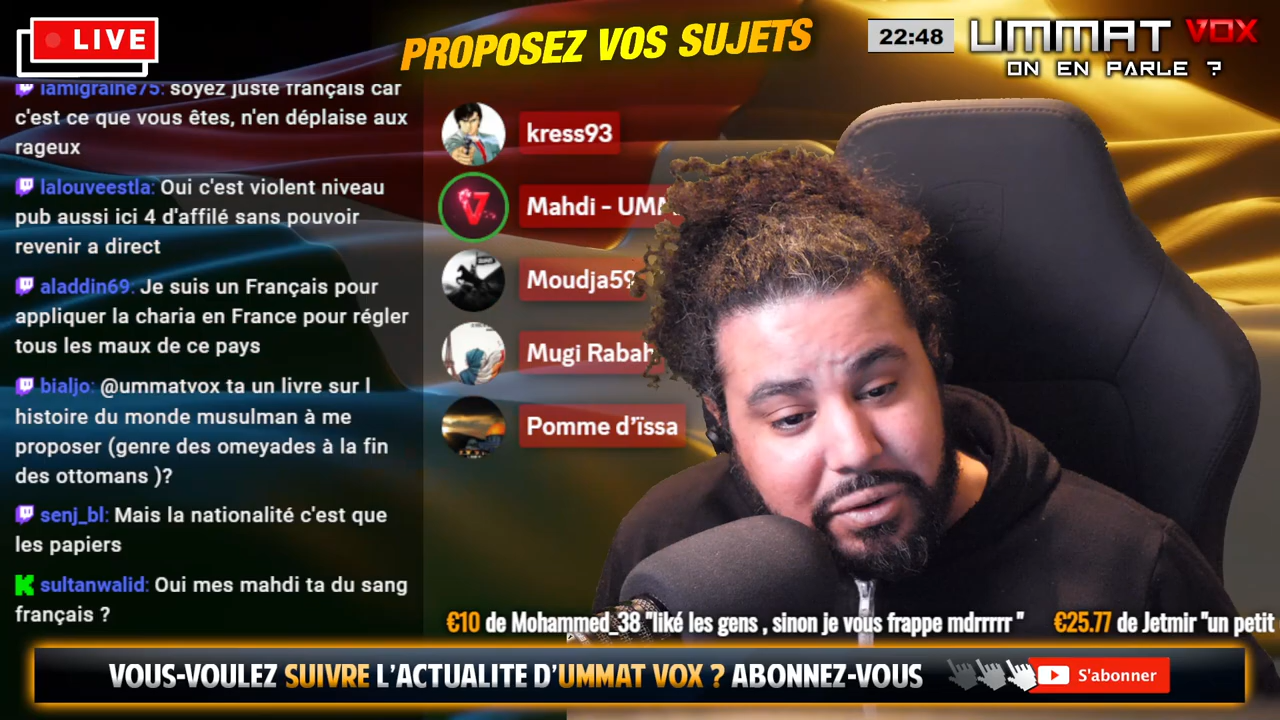 LIVE
PROPOSEZ VOS SUJETS
22:48
UMMAT VOX
ON EN PARLE ?
lamigraine75: soyez juste français car
c'est ce que vous êtes, n'en déplaise aux
rageux
lalouveestla: Oui c'est violent niveau
pub aussi ici 4 d'affilé sans pouvoir
revenir a direct
aladdin69: Je suis un Français pour
appliquer la charia en France pour régler
tous les maux de ce pays
bialjo: @ummatvox ta un livre sur l
histoire du monde musulman à me
proposer (genre des omeyades à la fin
des ottomans )?
senj_bl: Mais la nationalité c'est que
les papiers
sultanwalid: Oui mes mahdi ta du sang
français ?
kress93
Mahdi - UMM
Moudja59
Mugi Rabah
Pomme d'ïssa
€10 de Mohammed_38 "liké les gens , sinon je vous frappe mdrrrrr " €25.77 de Jetmir "un petit
VOUS-VOULEZ SUIVRE L'ACTUALITE D'UMMAT VOX ? ABONNEZ-VOUS
S'abonner